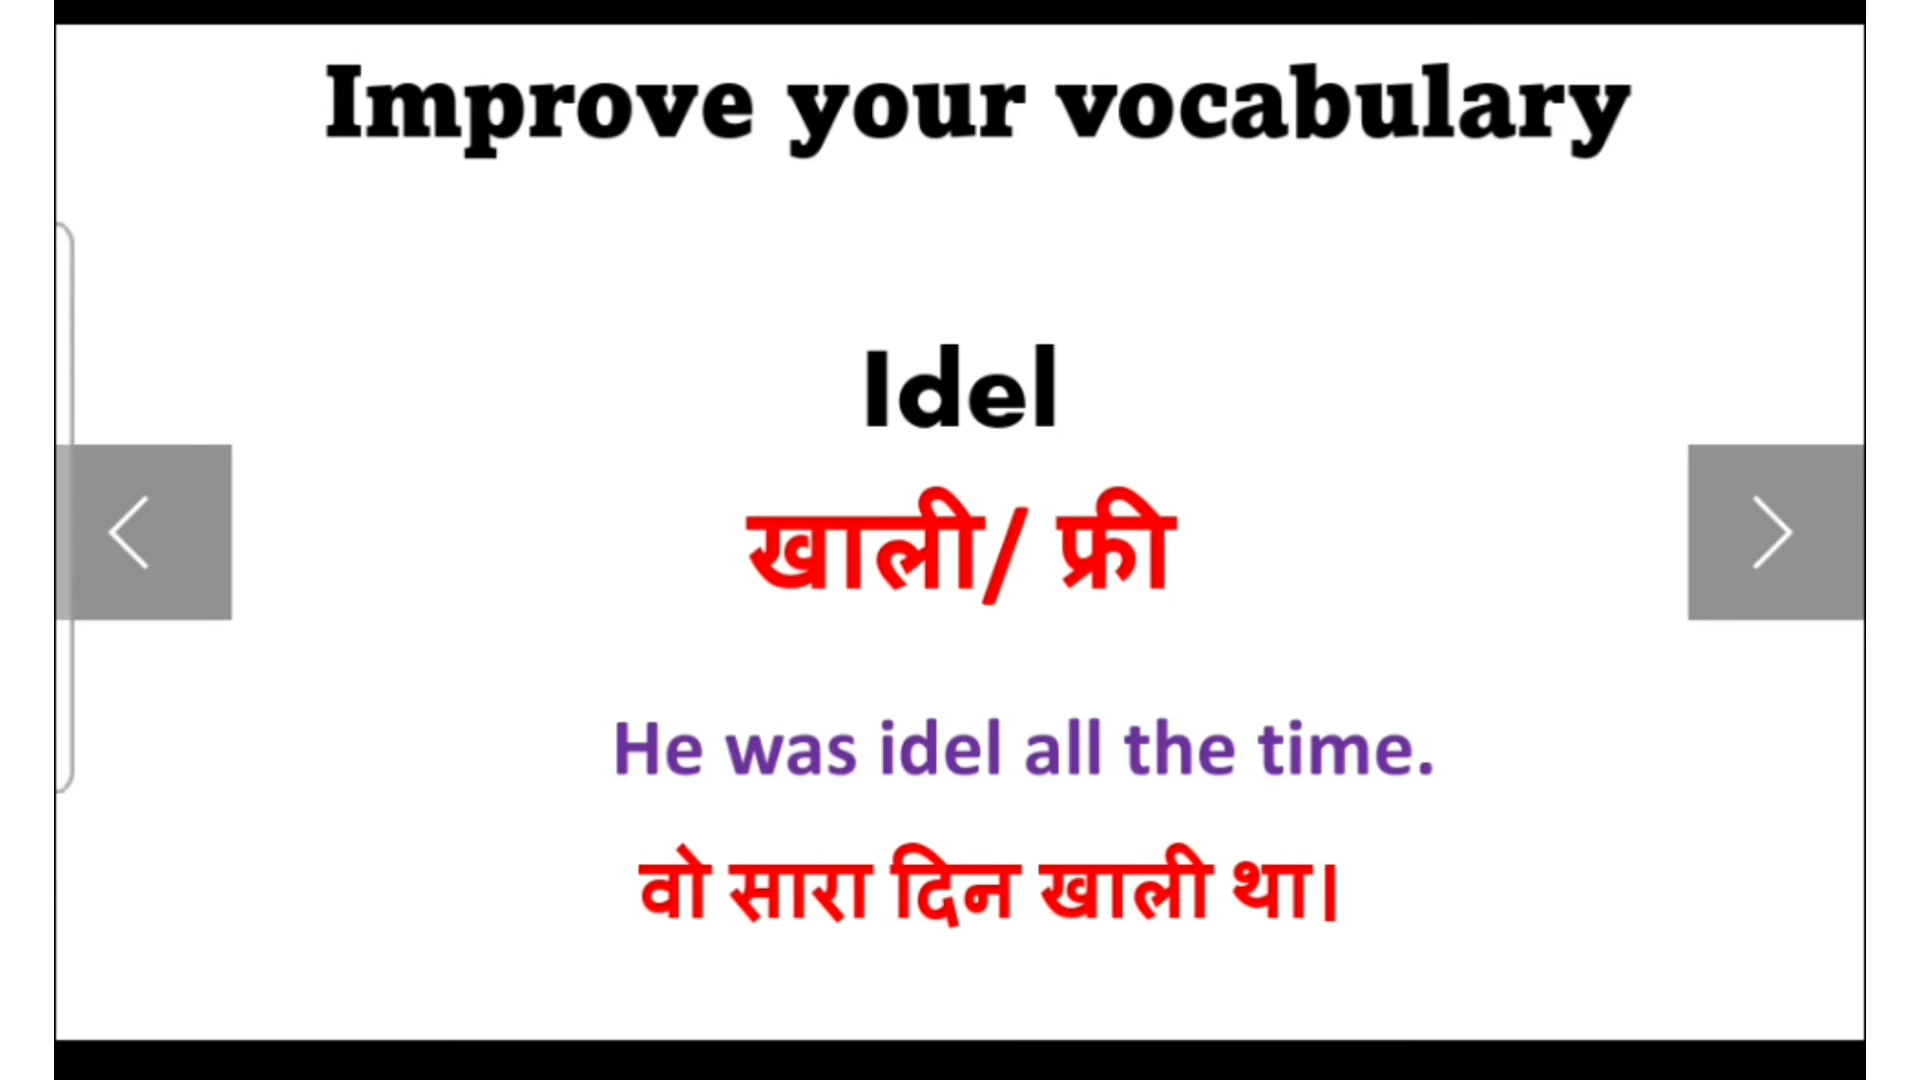 Improve your vocabulary
Idel
खाली/ फ्री
He was idel all the time.
वो सारा दिन खाली था।